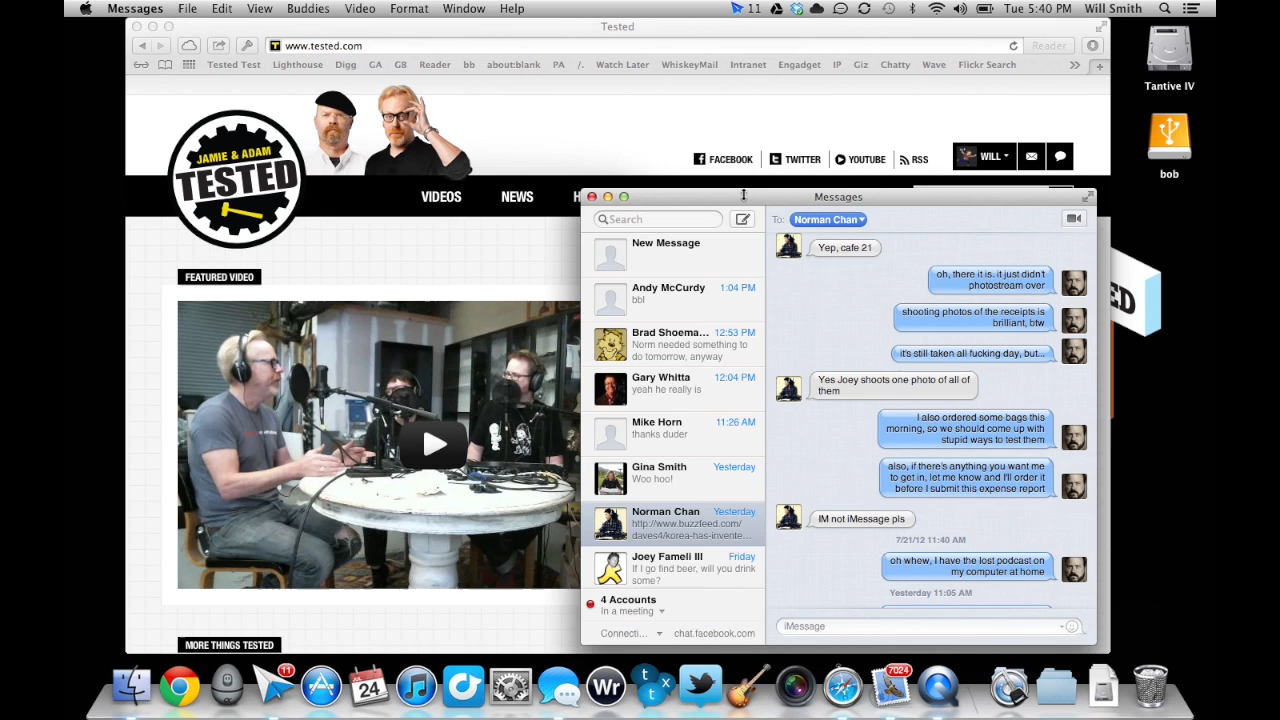 Messages File Edit View Buddies Video Format Window Help 11 Tue 5:40 PM Will Smith
Tested
www.tested.com
Reader
Tested Test Lighthouse Digg GA GB Reader bb about:blank PA /. Watch Later WhiskeyMail Intranet Engadget IP Giz Chatty Wave Flickr Search
Tantive IV
bob
JAMIE & ADAM
TESTED
FACEBOOK TWITTER YOUTUBE RSS WILL
VIDEOS NEWS H
FEATURED VIDEO
MORE THINGS TESTED
ED
Messages
Search
New Message
Andy McCurdy 1:04 PM
bbl
Brad Shoema... 12:53 PM
Norm needed something to
do tomorrow, anyway
Gary Whitta 12:04 PM
yeah he really is
Mike Horn 11:26 AM
thanks duder
Gina Smith Yesterday
Woo hoo!
Norman Chan Yesterday
http://www.buzzfeed.com/
daves4/korea-has-invente...
Joey Fameli III Friday
If I go find beer, will you drink
some?
4 Accounts
In a meeting
Connecti... chat.facebook.com
To: Norman Chan
Yep, cafe 21
oh, there it is. it just didn't
photostream over
shooting photos of the receipts is
brilliant, btw
it's still taken all fucking day, but...
Yes Joey shoots one photo of all of
them
I also ordered some bags this
morning, so we should come up with
stupid ways to test them
also, if there's anything you want me
to get in, let me know and I'll order it
before I submit this expense report
IM not iMessage pls
7/21/12 11:40 AM
oh whew, I have the lost podcast on
my computer at home
Yesterday 11:05 AM
iMessage
11
JUL
24
Wr
t
t
x
7024